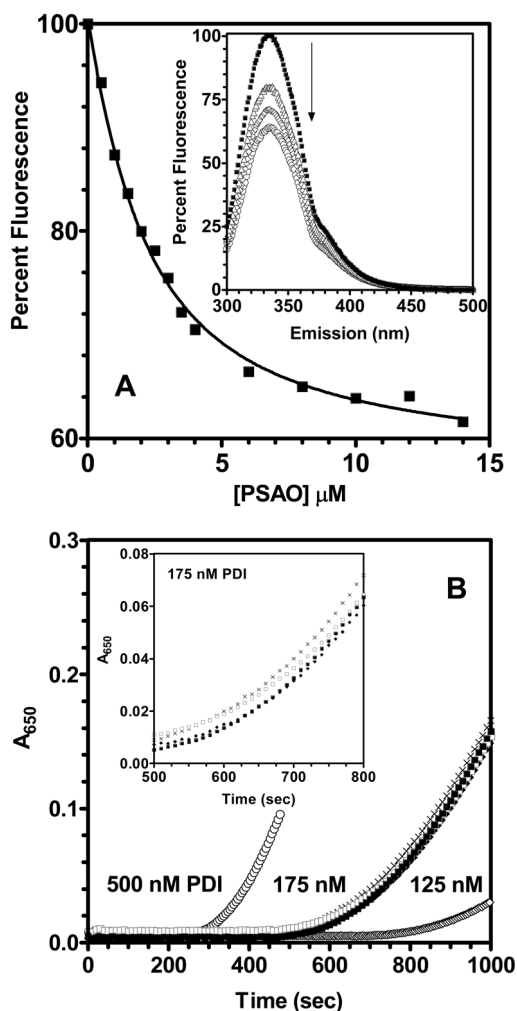 100
80
60
Percent Fluorescence
A
0 5 10 15
[PSAO] µM
100
75
50
25
0
Percent Fluorescence
300 350 400 450 500
Emission (nm)
0.3
0.2
0.1
0.0
A650
B
500 nM PDI 175 nM 125 nM
0 200 400 600 800 1000
Time (sec)
0.08
0.06
0.04
0.02
0.00
A650
175 nM PDI
500 600 700 800
Time (sec)